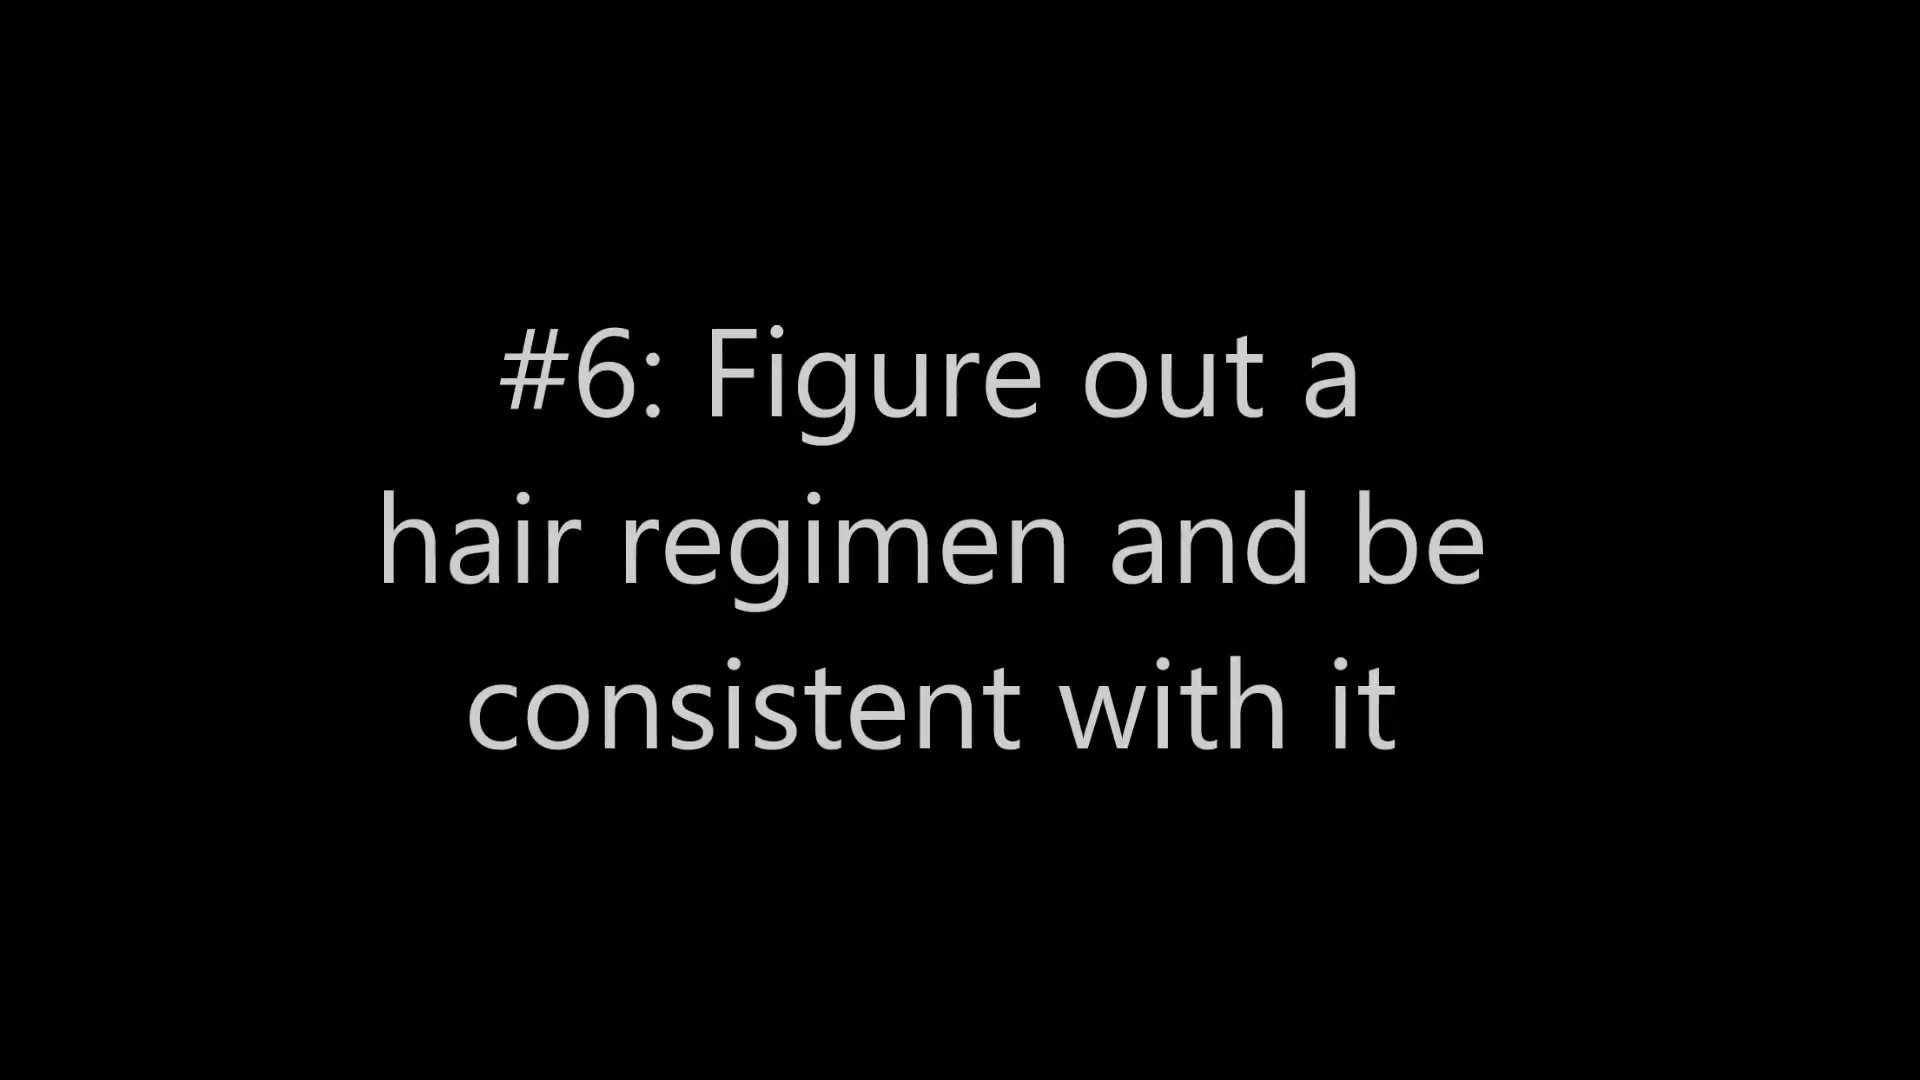 #6: Figure out a
hair regimen and be
consistent with it